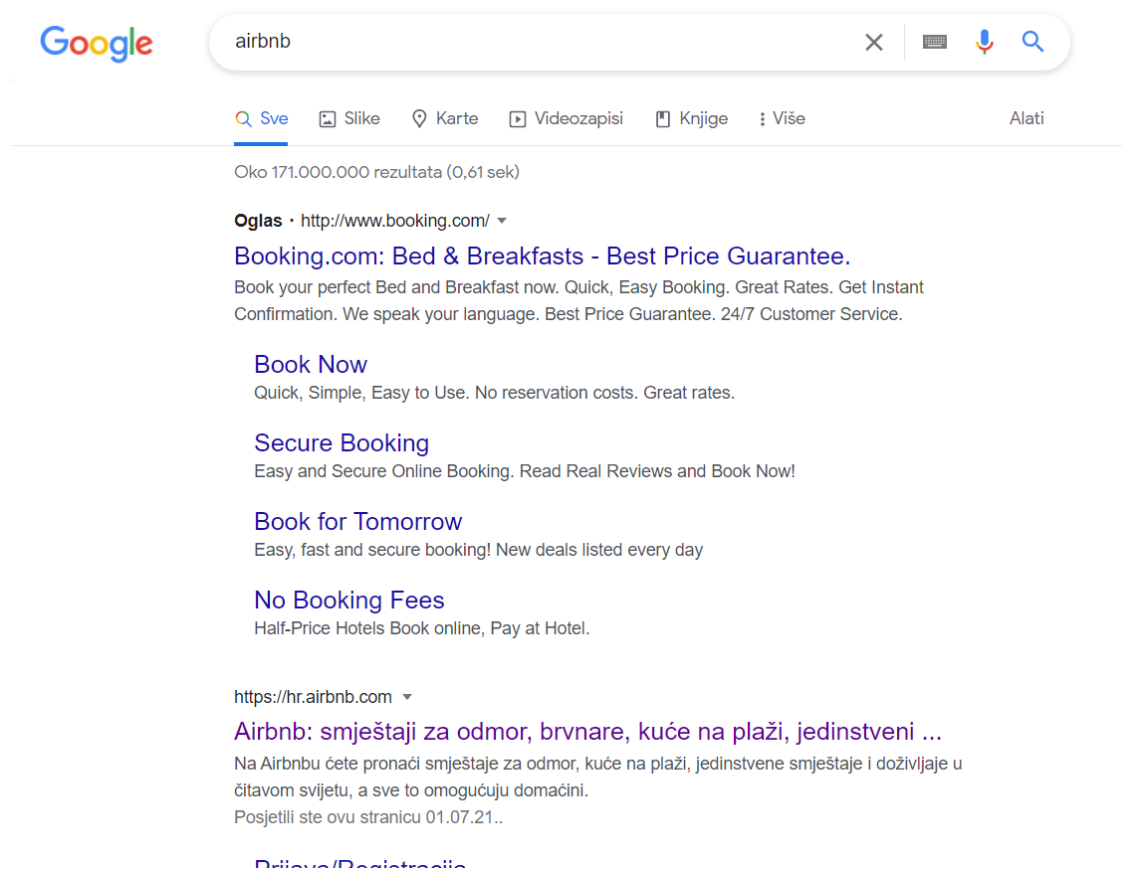 Google
airbnb
Sve Slike Karte Videozapisi Knjige Više Alati
Oko 171.000.000 rezultata (0,61 sek)
Oglas · http://www.booking.com/
Booking.com: Bed & Breakfasts - Best Price Guarantee.
Book your perfect Bed and Breakfast now. Quick, Easy Booking. Great Rates. Get Instant
Confirmation. We speak your language. Best Price Guarantee. 24/7 Customer Service.
Book Now
Quick, Simple, Easy to Use. No reservation costs. Great rates.
Secure Booking
Easy and Secure Online Booking. Read Real Reviews and Book Now!
Book for Tomorrow
Easy, fast and secure booking! New deals listed every day
No Booking Fees
Half-Price Hotels Book online, Pay at Hotel.
https://hr.airbnb.com
Airbnb: smještaji za odmor, brvnare, kuće na plaži, jedinstveni ...
Na Airbnbu ćete pronaći smještaje za odmor, kuće na plaži, jedinstvene smještaje i doživljaje u
čitavom svijetu, a sve to omogućuju domaćini.
Posjetili ste ovu stranicu 01.07.21..
Prijava/Registracija